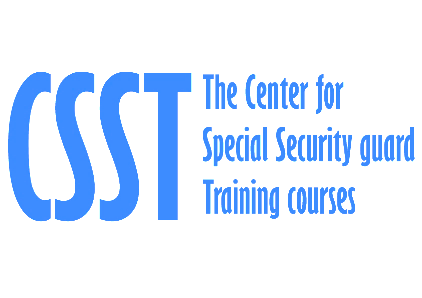 CSST
The Center for
Special Security guard
Training courses